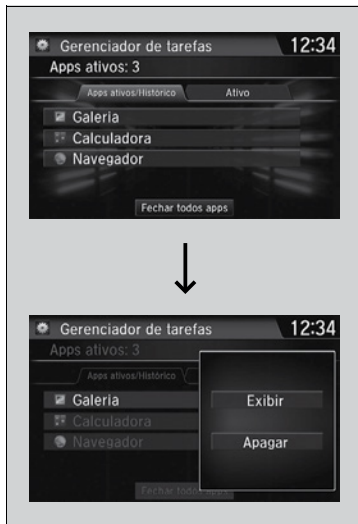 Gerenciador de tarefas 12:34
Apps ativos: 3
Apps ativos/Histórico Ativo
Galeria
Calculadora
Navegador
Fechar todos apps
Gerenciador de tarefas 12:34
Apps ativos: 3
Apps ativos/Histórico
Galeria Exibir
Calculadora
Navegador Apagar
Fechar todos apps